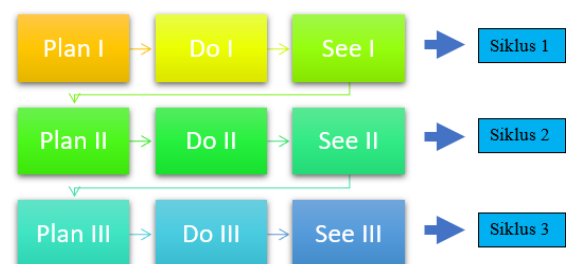 Plan I Do I See I Siklus 1
Plan II Do II See II Siklus 2
Plan III Do III See III Siklus 3